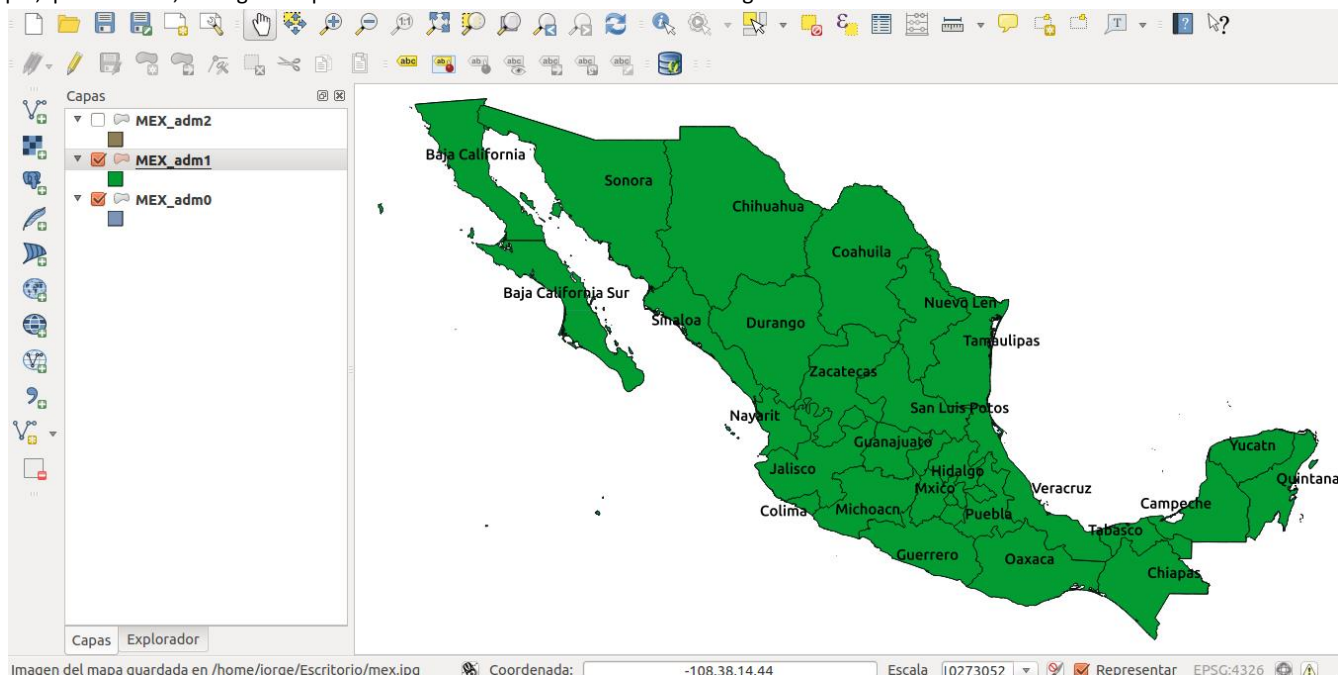 Capas
MEX_adm2
MEX_adm1
MEX_adm0
Baja California
Sonora
Chihuahua
Coahuila
Baja California Sur
Nuevo Len
Sinaloa
Durango
Tamaulipas
Zacatecas
San Luis Potos
Nayarit
Guanajuato
Yucatn
Jalisco
Hidalgo
Quintana
Mxico
Veracruz
Campeche
Colima
Michoacn
Puebla
Tabasco
Guerrero
Oaxaca
Chiapas
Capas Explorador
Imagen del mapa guardada en /home/jorge/Escritorio/mex.jpg Coordenada: -108.38,14.44 Escala 10273052 Representar EPSG:4326